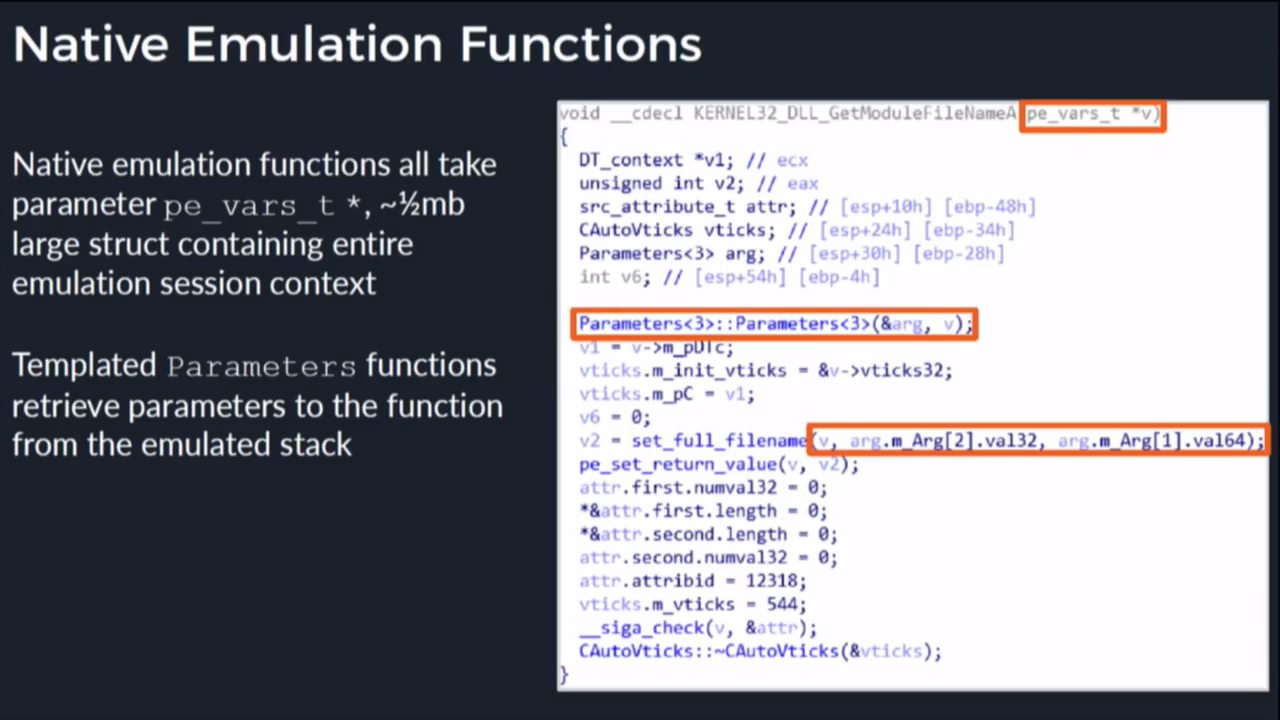 Native Emulation Functions
Native emulation functions all take
parameter pe_vars_t *, ~½mb
large struct containing entire
emulation session context
Templated Parameters functions
retrieve parameters to the function
from the emulated stack
void __cdecl KERNEL32_DLL_GetModuleFileNameA(pe_vars_t *v)
{
DT_context *v1; // ecx
unsigned int v2; // eax
src_attribute_t attr; // [esp+10h] [ebp-48h]
CAutoVticks vticks; // [esp+24h] [ebp-34h]
Parameters<3> arg; // [esp+30h] [ebp-28h]
int v6; // [esp+54h] [ebp-4h]
Parameters<3>::Parameters<3>(&arg, v);
v1 = v->m_pDTc;
vticks.m_init_vticks = &v->vticks32;
vticks.m_pC = v1;
v6 = 0;
v2 = set_full_filename(v, arg.m_Arg[2].val32, arg.m_Arg[1].val64);
pe_set_return_value(v, v2);
attr.first.numval32 = 0;
*&attr.first.length = 0;
*&attr.second.length = 0;
attr.second.numval32 = 0;
attr.attribid = 12318;
vticks.m_vticks = 544;
__siga_check(v, &attr);
CAutoVticks::~CAutoVticks(&vticks);
}